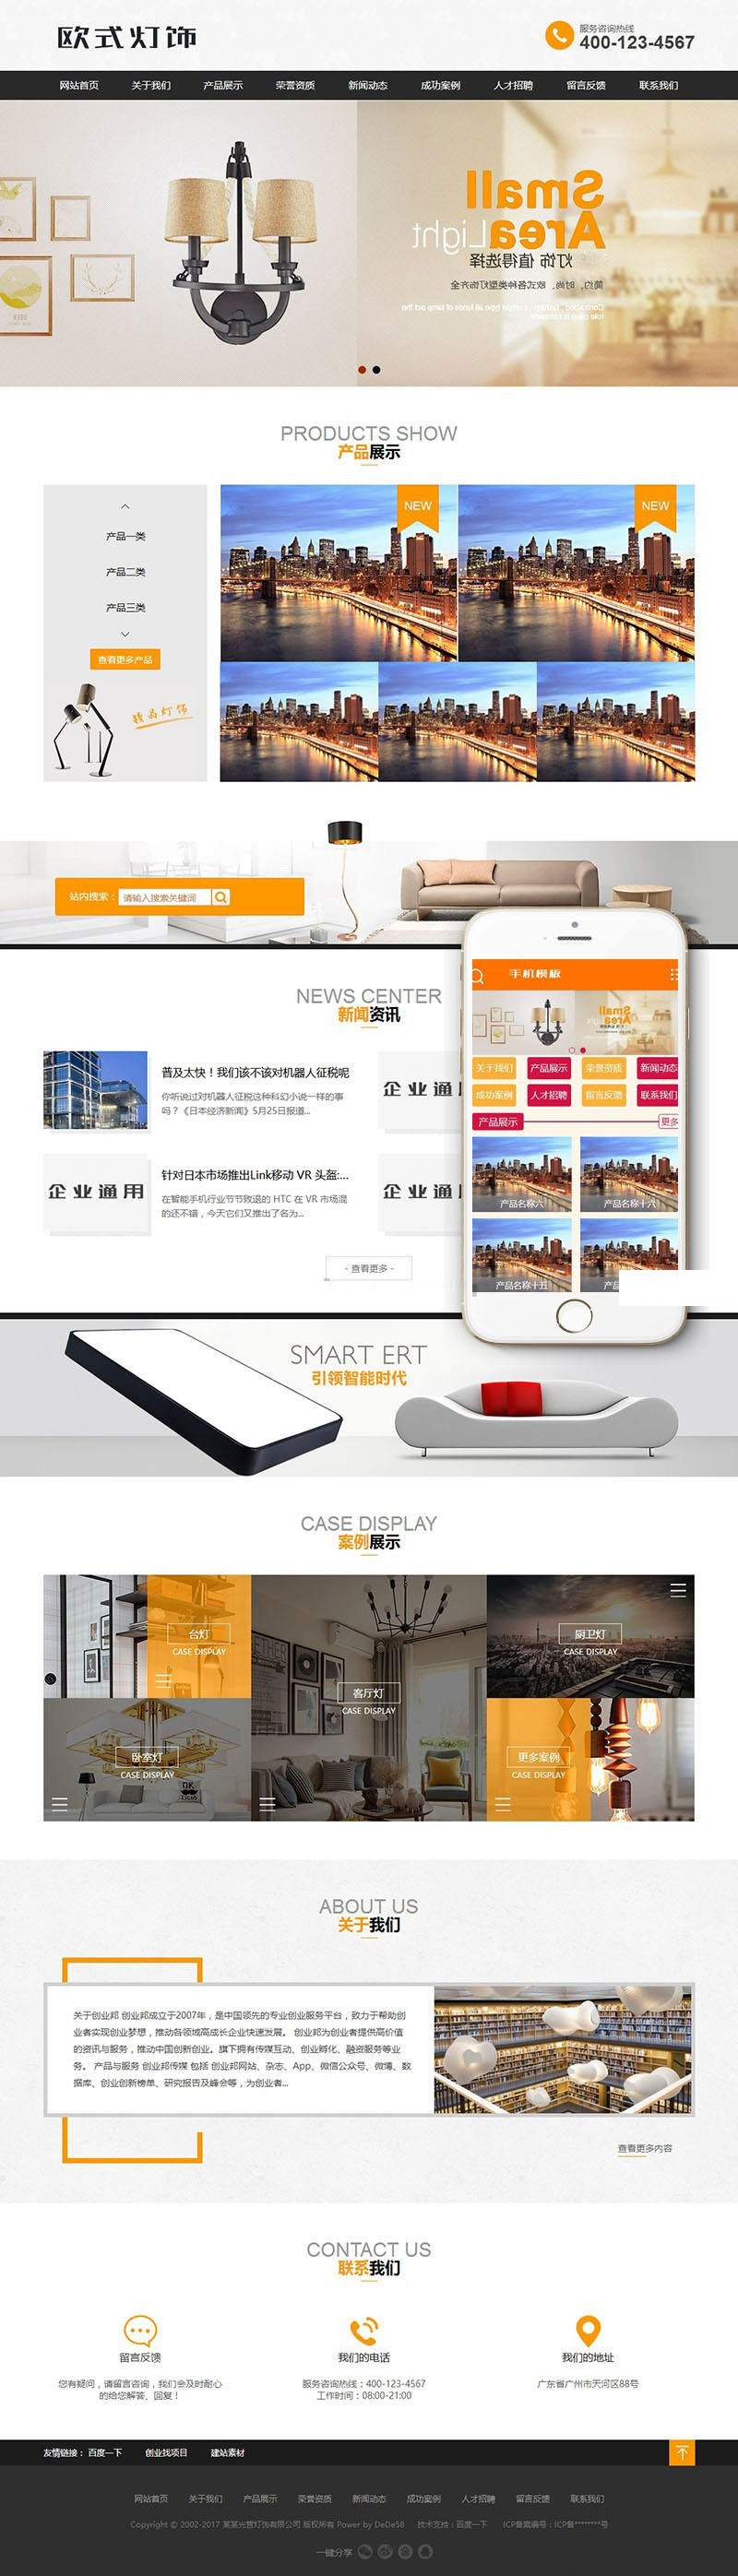 欧式灯饰
服务咨询热线
400-123-4567
网站首页 关于我们 产品展示 荣誉资质 新闻动态 成功案例 人才招聘 留言反馈 联系我们
Small
AreaLight
灯饰值得选择
简约、时尚、欧式各种类型灯饰齐全
PRODUCTS SHOW
产品展示
产品一类
产品二类
产品三类
查看更多产品
精品灯饰
NEW
NEW
站内搜索：
请输入搜索关键词
NEWS CENTER
新闻资讯
普及太快！我们该不该对机器人征税呢
你听说过对机器人征税这种科幻小说一样的事
吗？《日本经济新闻》5月25日报道...
企业通
企业通用
针对日本市场推出Link移动 VR 头盔:...
在智能手机行业节节败退的 HTC 在 VR 市场混
的还不错，今天它们又推出了名为...
企业通
- 查看更多 -
手机模板
Small
AreaLight
关于我们 产品展示 荣誉资质 新闻动态
成功案例 人才招聘 留言反馈 联系我们
产品展示
更多
产品名称六
产品名称十六
产品名称十五
SMART ERT
引领智能时代
CASE DISPLAY
案例展示
台灯
CASE DISPLAY
客厅灯
CASE DISPLAY
厨卫灯
CASE DISPLAY
卧室灯
CASE DISPLAY
更多案例
CASE DISPLAY
ABOUT US
关于我们
关于创业邦 创业邦成立于2007年，是中国领先的专业创业服务平台，致力于帮助创
业者实现创业梦想，推动各领域高成长企业快速发展。 创业邦为创业者提供高价值
的资讯与服务，推动中国创新创业。旗下拥有传媒互动、创业孵化、融资服务等业
务。 产品与服务 创业邦传媒 包括 创业邦网站、杂志、App、微信公众号、微博、数
据库、创业创新榜单、研究报告及峰会等，为创业者...
查看更多内容
CONTACT US
联系我们
留言反馈
您有疑问，请留言咨询，我们会及时耐心
的给您解答、回复！
我们的电话
服务咨询热线：400-123-4567
工作时间：08:00-21:00
我们的地址
广东省广州市天河区88号
友情链接： 百度一下 创业找项目 建站素材
网站首页 关于我们 产品展示 荣誉资质 新闻动态 成功案例 人才招聘 留言反馈 联系我们
Copyright © 2002-2017 某某光管灯饰有限公司 版权所有 Power by DeDe58 技术支持：百度一下 ICP备案编号：ICP备********号
一键分享